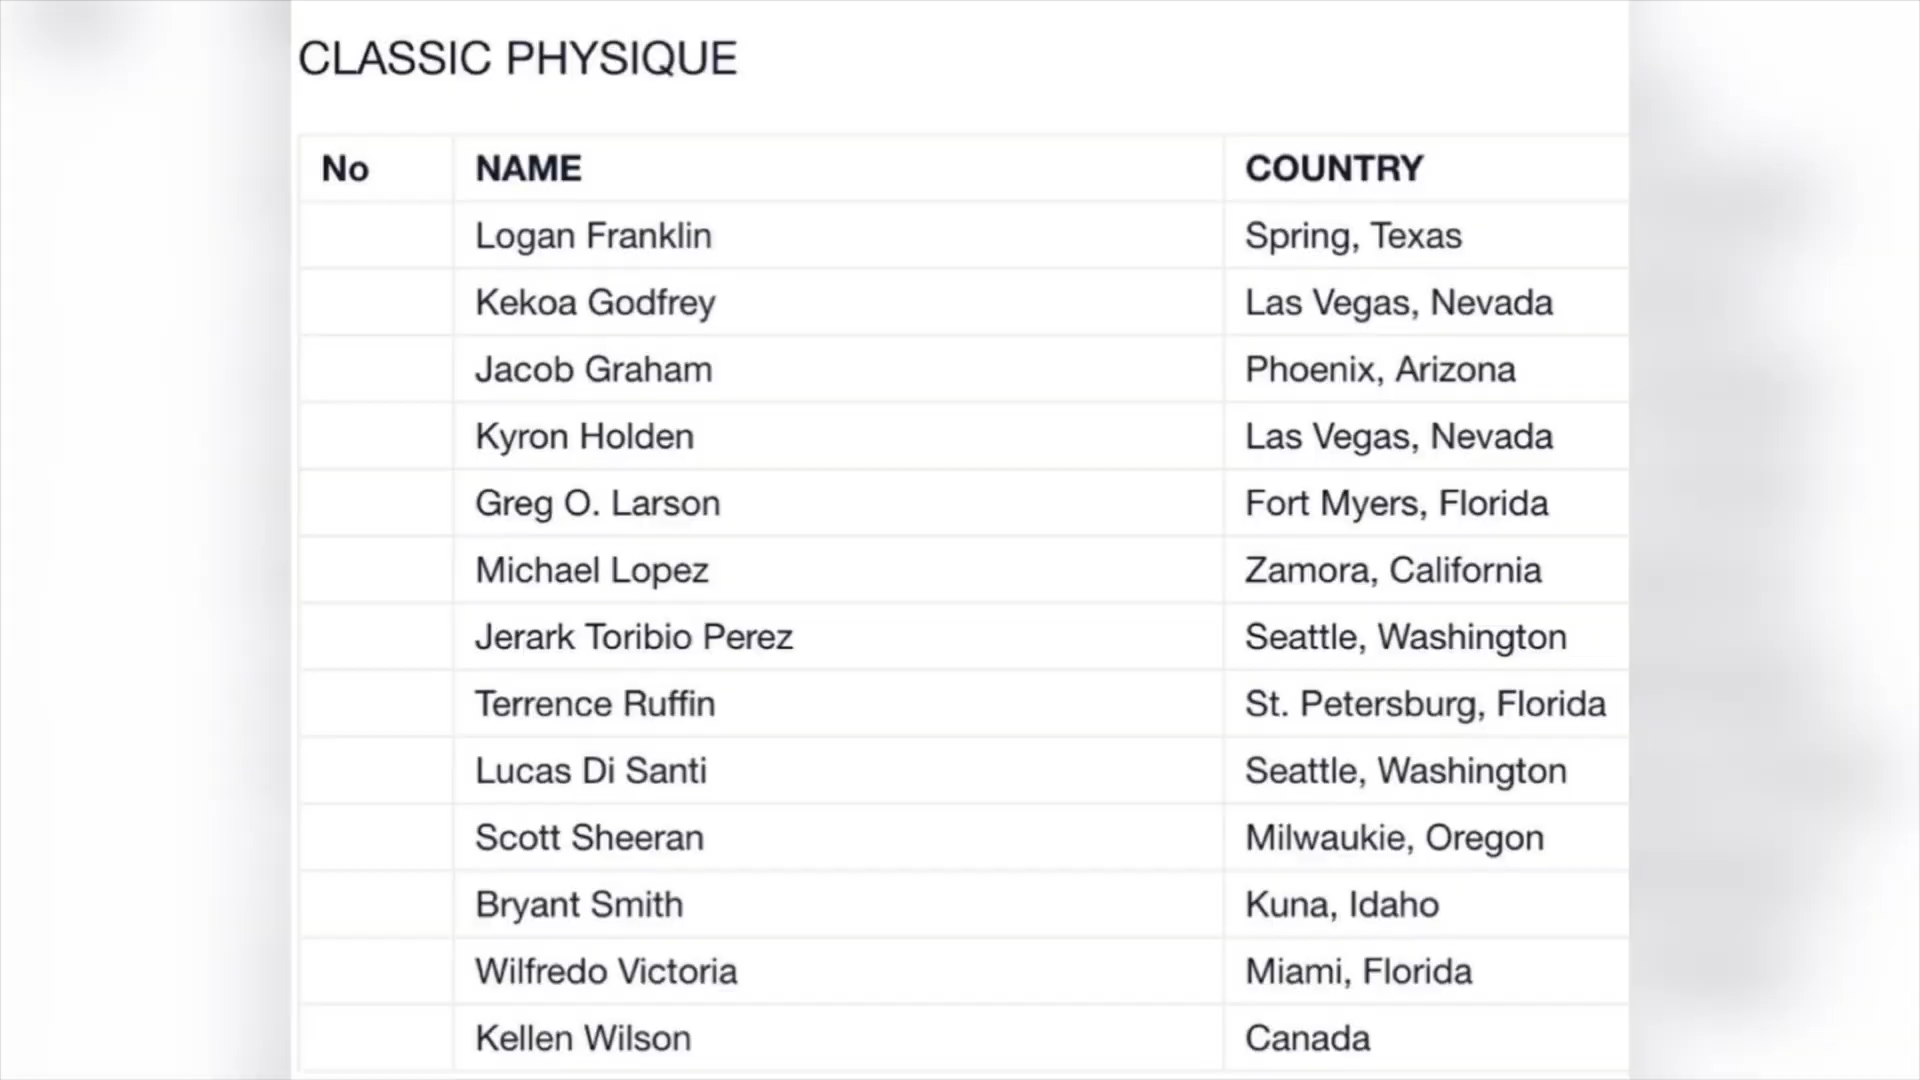 CLASSIC PHYSIQUE
No NAME COUNTRY
Logan Franklin Spring, Texas
Kekoa Godfrey Las Vegas, Nevada
Jacob Graham Phoenix, Arizona
Kyron Holden Las Vegas, Nevada
Greg O. Larson Fort Myers, Florida
Michael Lopez Zamora, California
Jerark Toribio Perez Seattle, Washington
Terrence Ruffin St. Petersburg, Florida
Lucas Di Santi Seattle, Washington
Scott Sheeran Milwaukie, Oregon
Bryant Smith Kuna, Idaho
Wilfredo Victoria Miami, Florida
Kellen Wilson Canada